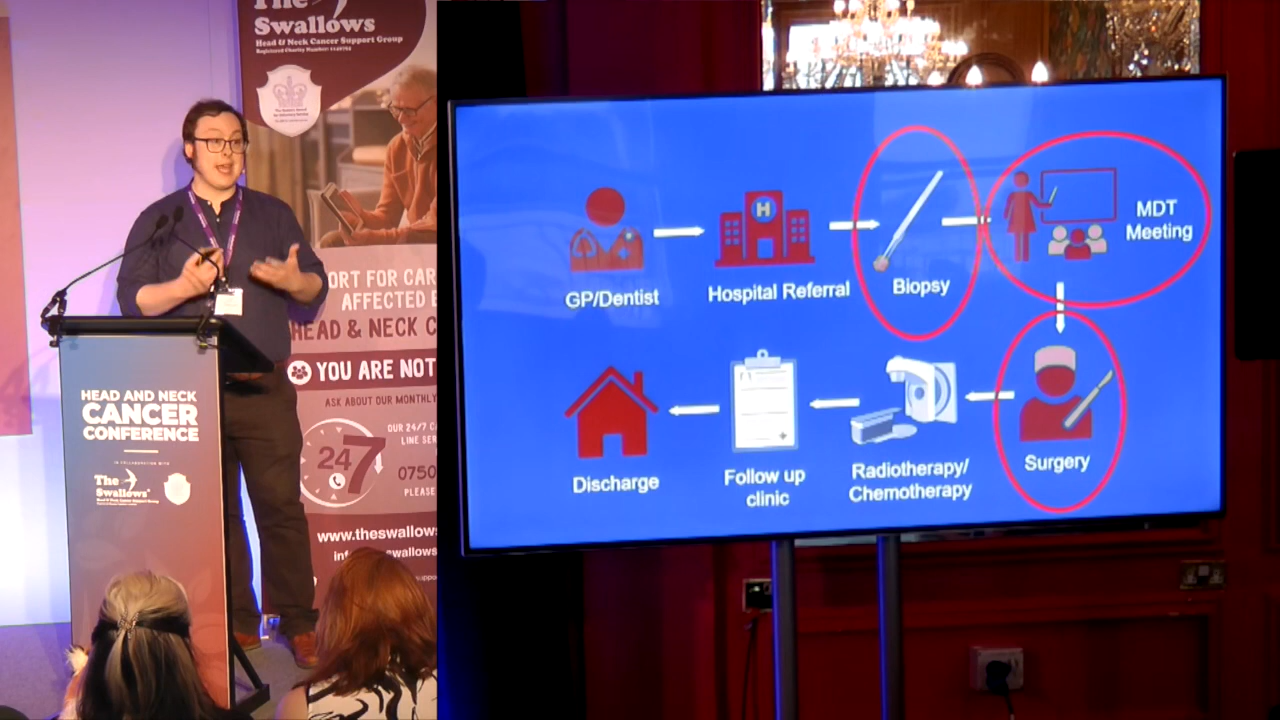 The
Swallows
Head & Neck Cancer Support Group
ORT FOR CAR
AFFECTED
HEAD & NECK C
YOU ARE NOT
ASK ABOUT OUR MONTHLY
OUR 24/7 C
LINE SER
24
7
0750
PLEASE
www.theswallows
swallows
HEAD AND NECK
CANCER
CONFERENCE
IN COLLABORATION WITH
The
Swallows
GP/Dentist
H
Hospital Referral
Biopsy
MDT
Meeting
Discharge
Follow up
clinic
Radiotherapy/
Chemotherapy
Surgery